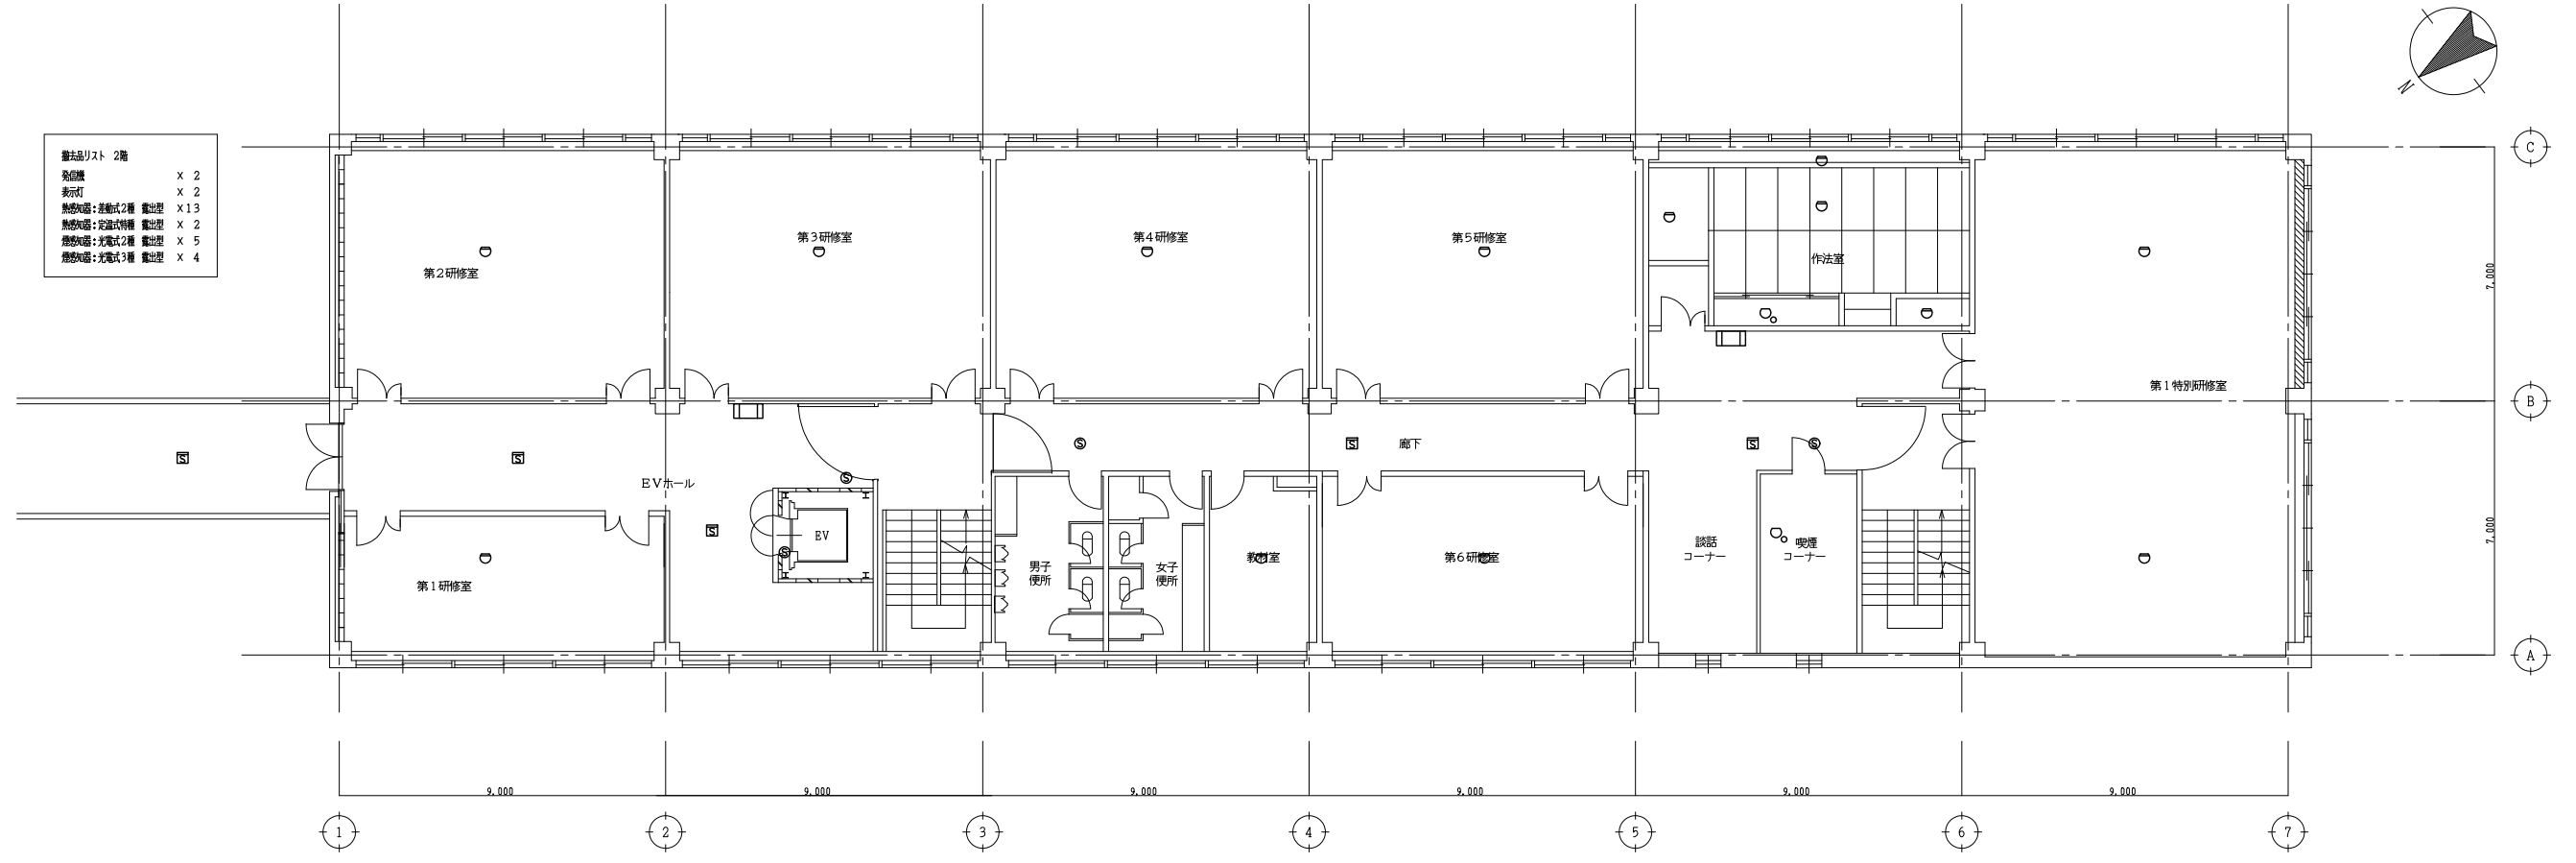 N
撤去品リスト 2階
発信機 × 2
表示灯 × 2
熱感知器:差動式2種 露出型 ×13
熱感知器:定温式特種 露出型 × 2
煙感知器:光電式2種 露出型 × 5
煙感知器:光電式3種 露出型 × 4
C
第3研修室
第4研修室
第5研修室
第2研修室
作法室
7,000
第1特別研修室
B
S
S
S
S
S
S
廊下
S
S
EVホール
S
S
EV
7,000
第1研修室
男子
便所
女子
便所
教材室
第6研修室
談話
コーナー
喫煙
コーナー
A
9,000
9,000
9,000
9,000
9,000
9,000
1
2
3
4
5
6
7